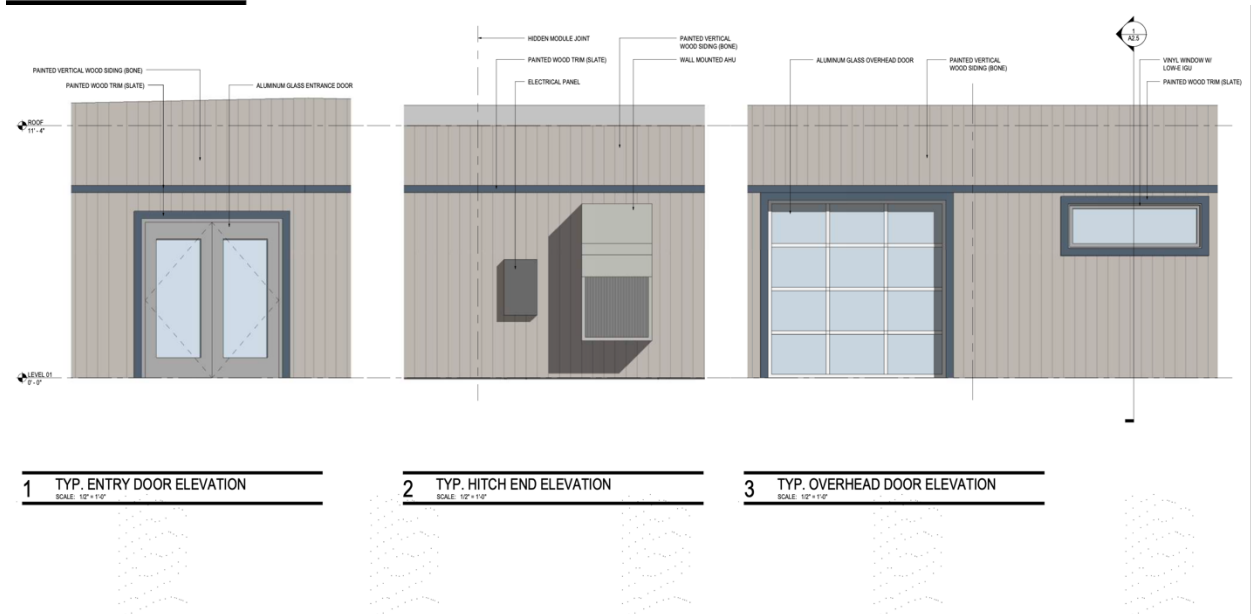 PAINTED VERTICAL WOOD SIDING (BONE)
PAINTED WOOD TRIM (SLATE)
ALUMINUM GLASS ENTRANCE DOOR
ROOF
11' - 4"
LEVEL 01
0' - 0"
1
TYP. ENTRY DOOR ELEVATION
SCALE: 1/2" = 1'-0"
HIDDEN MODULE JOINT
PAINTED WOOD TRIM (SLATE)
ELECTRICAL PANEL
PAINTED VERTICAL
WOOD SIDING (BONE)
WALL MOUNTED AHU
2
TYP. HITCH END ELEVATION
SCALE: 1/2" = 1'-0"
ALUMINUM GLASS OVERHEAD DOOR
PAINTED VERTICAL
WOOD SIDING (BONE)
1
A2.5
VINYL WINDOW W/
LOW-E IGU
PAINTED WOOD TRIM (SLATE)
3
TYP. OVERHEAD DOOR ELEVATION
SCALE: 1/2" = 1'-0"